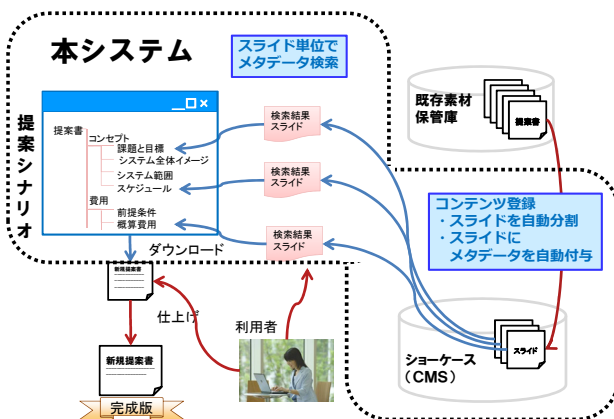 本システム
スライド単位で
メタデータ検索
提案シナリオ
提案書
コンセプト
課題と目標
システム全体イメージ
システム範囲
スケジュール
費用
前提条件
概算費用
検索結果
スライド
検索結果
スライド
検索結果
スライド
既存素材
保管庫
提案書
コンテンツ登録
・スライドを自動分割
・スライドに
メタデータを自動付与
ダウンロード
新規提案書
仕上げ
利用者
新規提案書
完成版
ショーケース
(CMS)
スライド